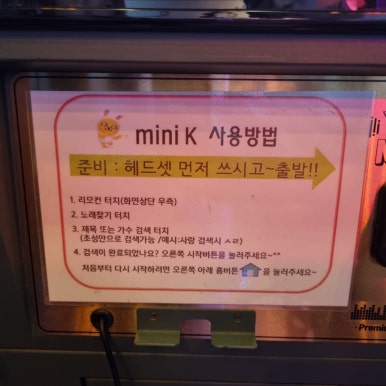 mini K 사용방법
준비 : 헤드셋 먼저 쓰시고~출발!!
1. 리모컨 터치(화면상단 우측)
2. 노래찾기 터치
3. 제목 또는 가수 검색 터치
(초성만으로 검색가능 /예시:사랑 검색시 ㅅㄹ)
4. 검색이 완료되었나요? 오른쪽 시작버튼을 눌러주세요~^^
처음부터 다시 시작하려면 오른쪽 아래 홈버튼 을 눌러주세요~
Premi